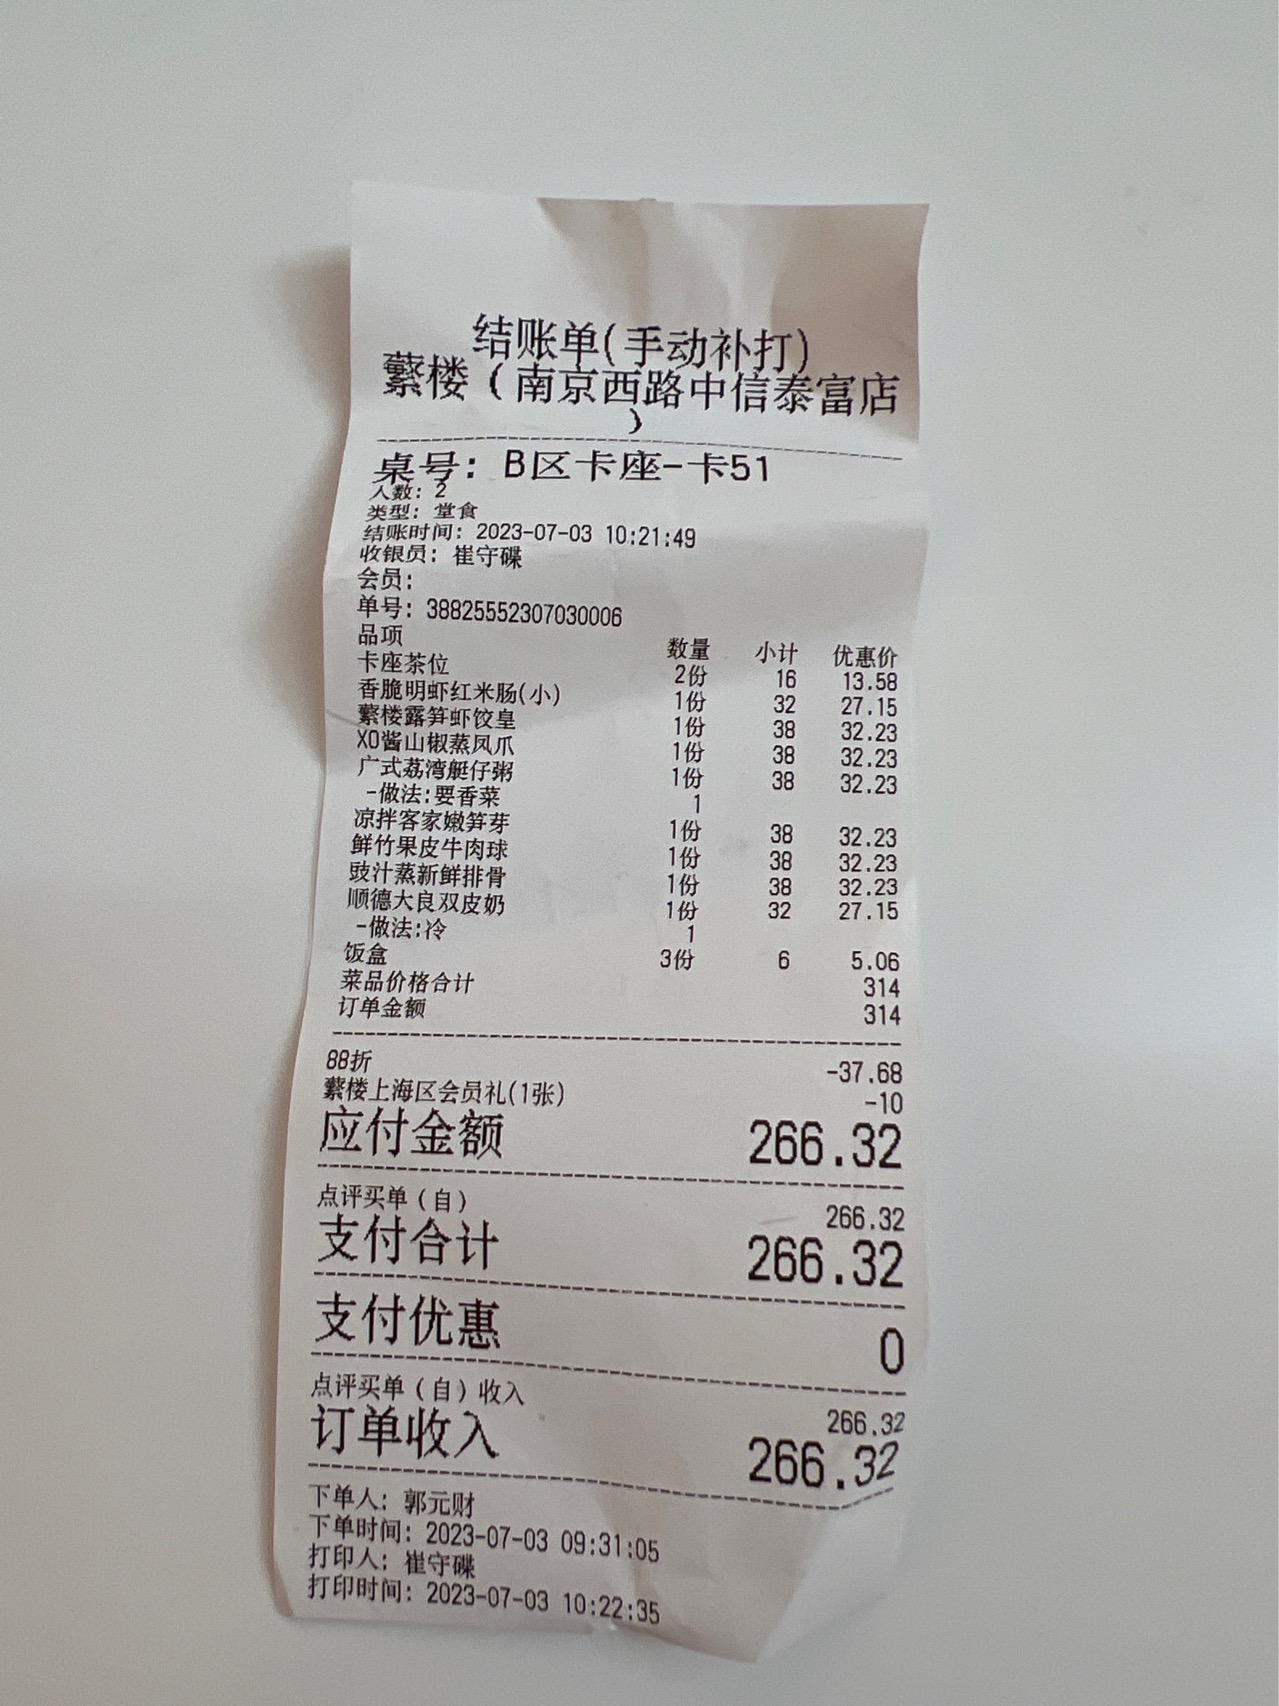 结账单(手动补打)
蘩楼（南京西路中信泰富店
）
桌号: B区卡座-卡51
人数: 2
类型: 堂食
结账时间: 2023-07-03 10:21:49
收银员: 崔守碟
会员:
单号: 38825552307030006
品项 数量 小计 优惠价
卡座茶位 2份 16 13.58
香脆明虾红米肠(小) 1份 32 27.15
蘩楼露笋虾饺皇 1份 38 32.23
XO酱山椒蒸凤爪 1份 38 32.23
广式荔湾艇仔粥 1份 38 32.23
-做法:要香菜 1
凉拌客家嫩笋芽 1份 38 32.23
鲜竹果皮牛肉球 1份 38 32.23
豉汁蒸新鲜排骨 1份 38 32.23
顺德大良双皮奶 1份 32 27.15
-做法:冷 1
饭盒 3份 6 5.06
菜品价格合计 314
订单金额 314
88折 -37.68
蘩楼上海区会员礼(1张) -10
应付金额 266.32
点评买单（自） 266.32
支付合计 266.32
支付优惠 0
点评买单（自）收入 266.32
订单收入 266.32
下单人: 郭元财
下单时间: 2023-07-03 09:31:05
打印人: 崔守碟
打印时间: 2023-07-03 10:22:35